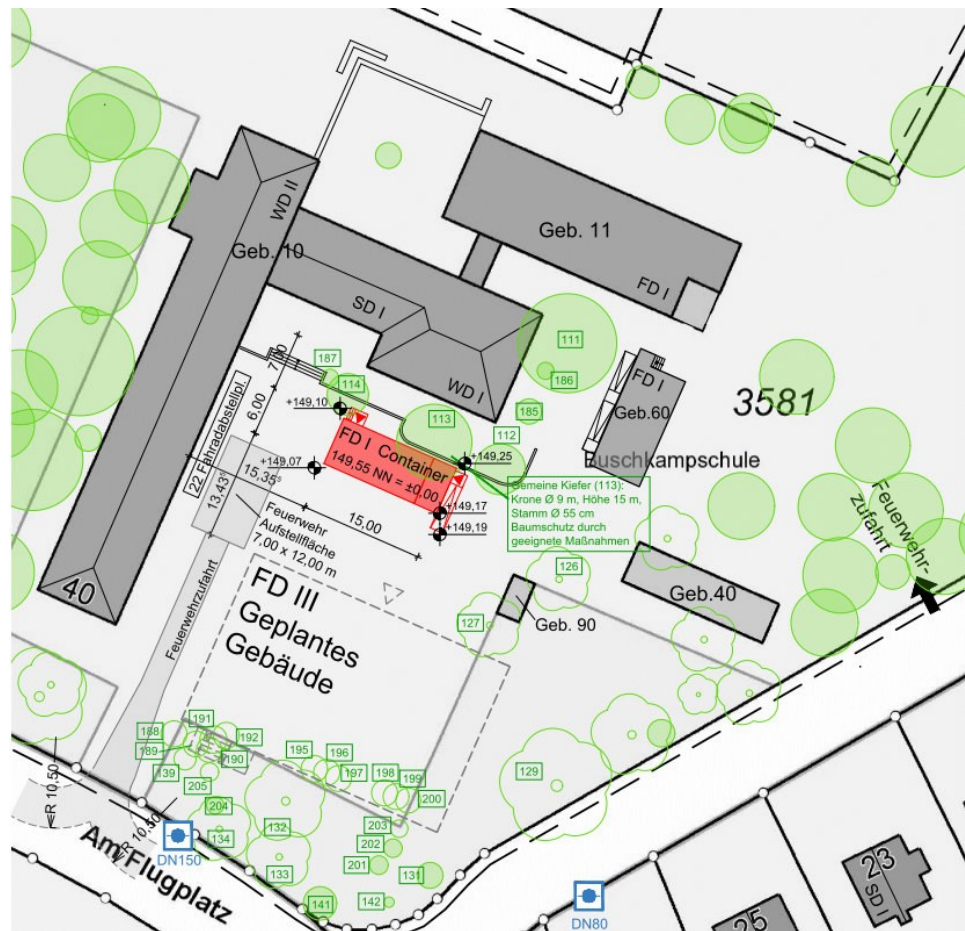 WD II
Geb. 10
SD I
WD I
Geb. 11
FD I
FD I
Geb.60
3581
Buschkampschule
Feuerwehr-
zufahrt
Geb.40
Geb. 90
111
186
185
112
113
114
187
7,00
6,00
+149,10
+149,07
+149,25
+149,17
+149,19
FD I Container
149,55 NN = ±0,00
22 Fahradabstellpl.
13,43⁵
15,35⁵
15,00
Feuerwehr
Aufstellfläche
7.00 x 12,00 m
Feuerwehrzufahrt
40
Gemeine Kiefer (113):
Krone Ø 9 m, Höhe 15 m,
Stamm Ø 55 cm
Baumschutz durch
geeignete Maßnahmen
126
127
FD III
Geplantes
Gebäude
191
188
192
189
190
139
205
204
134
132
133
195
196
197
198
199
200
203
202
201
131
129
141
142
R 10,50
R 10,50
DN150
Am Flugplatz
DN80
25
23
SD I